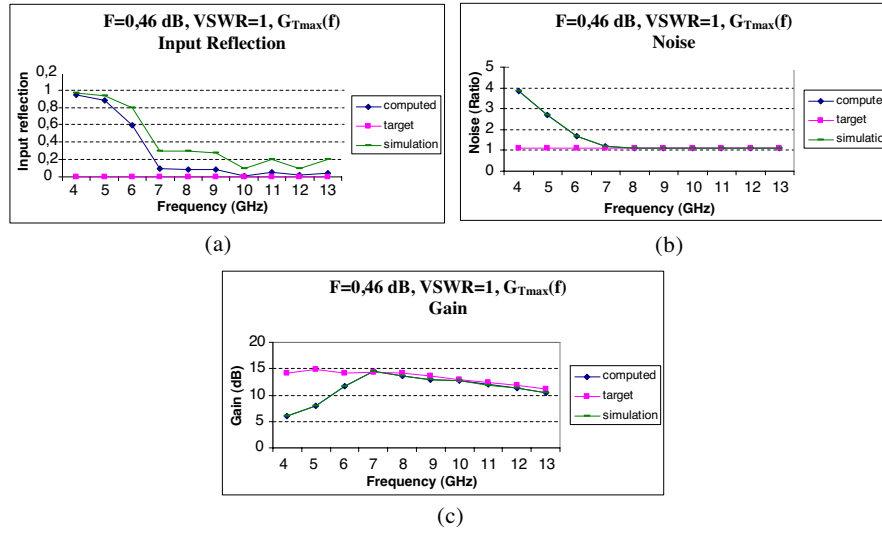 F=0,46 dB, VSWR=1, GTmax(f)
Input Reflection
Input reflection
0,2
1
0,8
0,6
0,4
0,2
0
4 5 6 7 8 9 10 11 12 13
Frequency (GHz)
computed
target
simulation
(a)
F=0,46 dB, VSWR=1, GTmax(f)
Noise
Noise (Ratio)
5
4
3
2
1
0
4 5 6 7 8 9 10 11 12 13
Frequency (GHz)
compute
target
simulation
(b)
F=0,46 dB, VSWR=1, GTmax(f)
Gain
Gain (dB)
20
15
10
5
0
4 5 6 7 8 9 10 11 12 13
Frequency (GHz)
computed
target
simulation
(c)